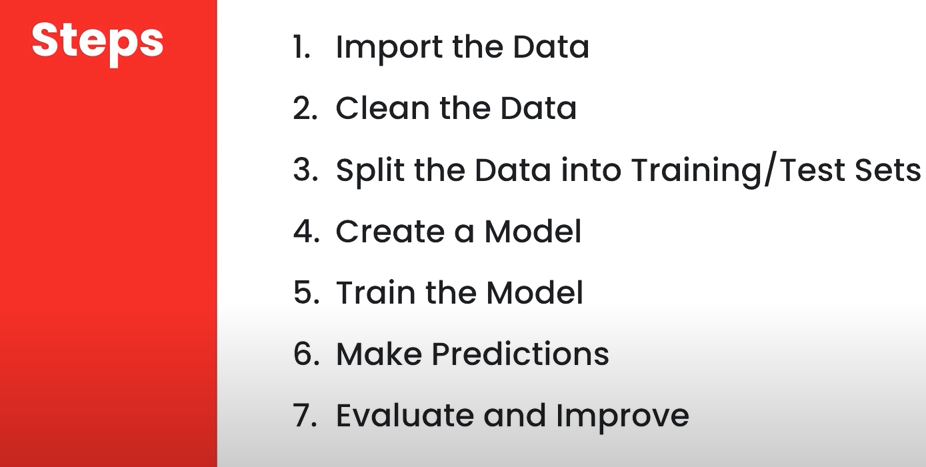 Steps
1. Import the Data
2. Clean the Data
3. Split the Data into Training/Test Sets
4. Create a Model
5. Train the Model
6. Make Predictions
7. Evaluate and Improve